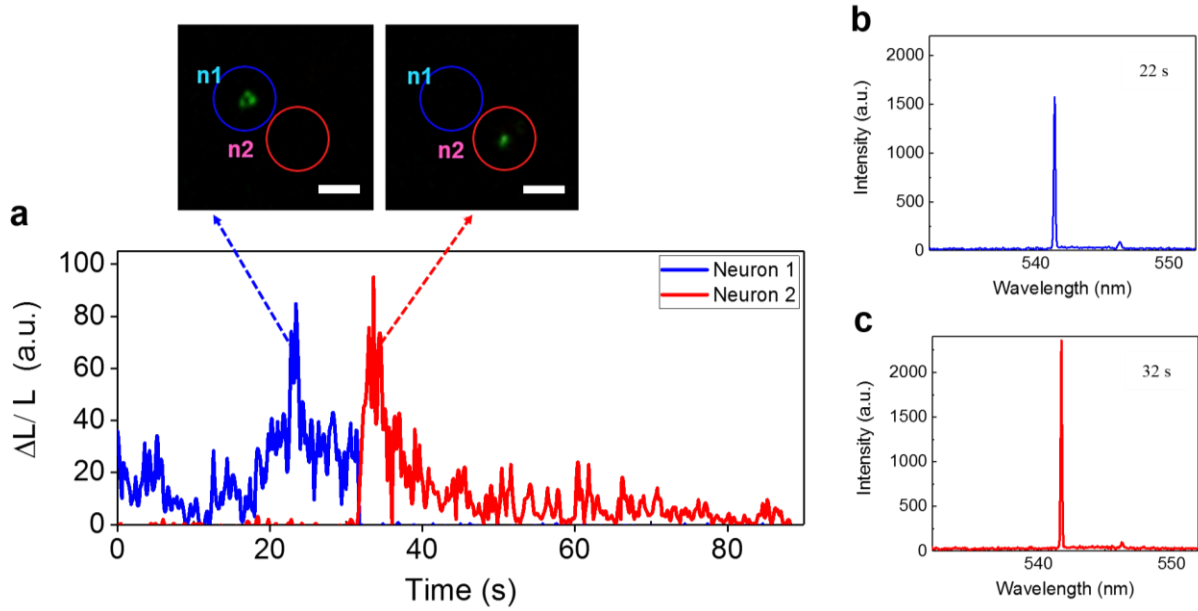 n1
n2
n1
n2
a
100
80
60
40
20
0
ΔL/ L (a.u.)
Neuron 1
Neuron 2
0 20 40 60 80
Time (s)
b
2000
1500
1000
500
0
Intensity (a.u.)
22 s
540 550
Wavelength (nm)
c
2000
1500
1000
500
0
Intensity (a.u.)
32 s
540 550
Wavelength (nm)